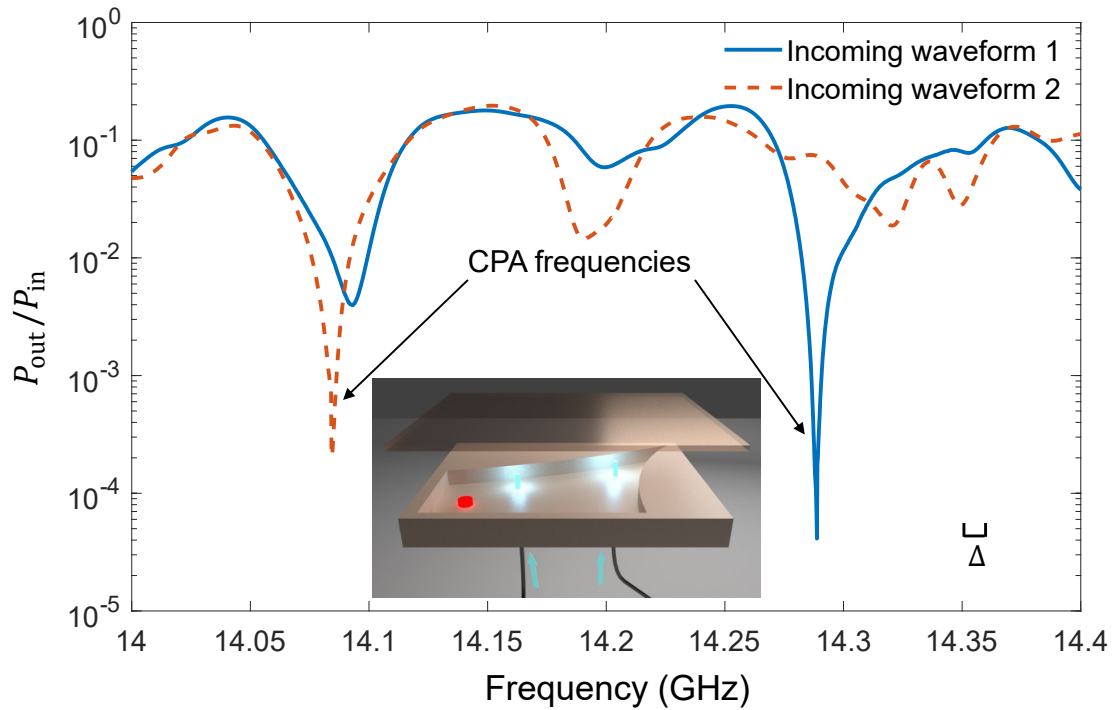 10^0
10^-1
10^-2
10^-3
10^-4
10^-5
P_out/P_in
Incoming waveform 1
Incoming waveform 2
CPA frequencies
Δ
14
14.05
14.1
14.15
14.2
14.25
14.3
14.35
14.4
Frequency (GHz)